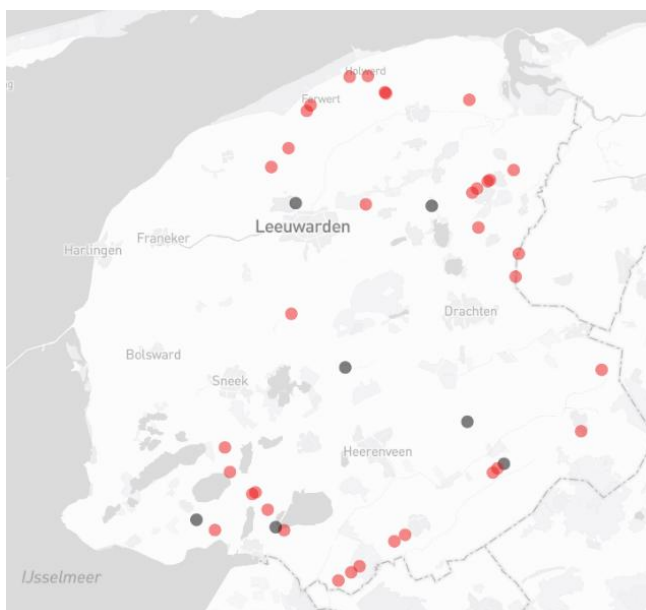 Holwerd
Ferwert
Leeuwarden
Franeker
Harlingen
Drachten
Bolsward
Sneek
Heerenveen
IJsselmeer